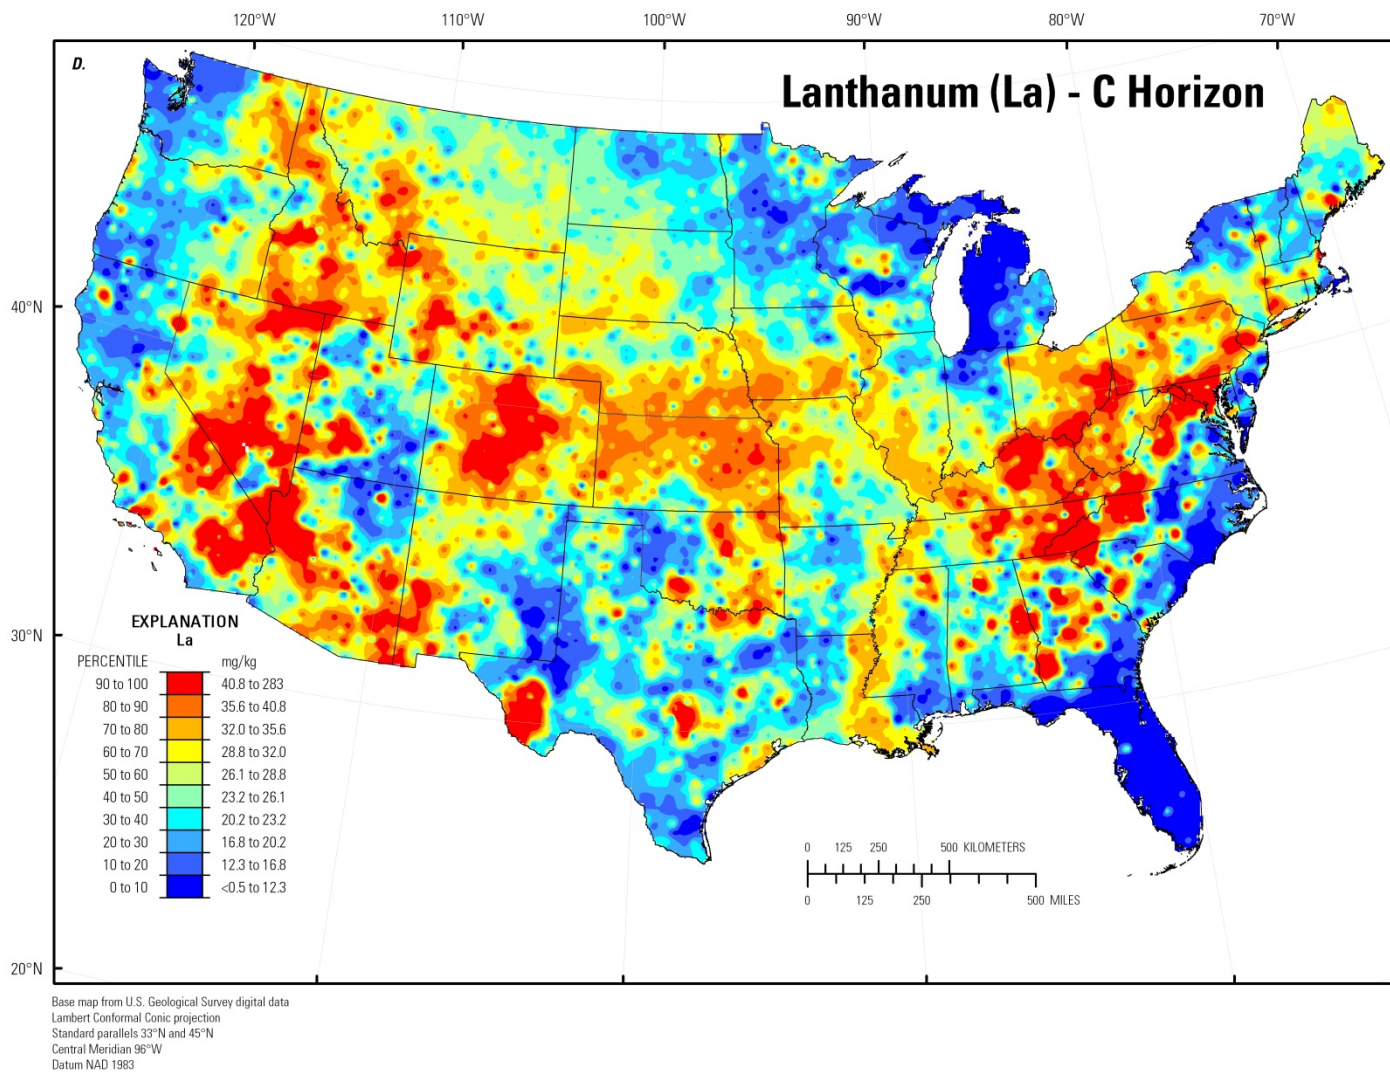 120°W 110°W 100°W 90°W 80°W 70°W
D.
Lanthanum (La) - C Horizon
40°N
30°N
EXPLANATION
La
PERCENTILE mg/kg
90 to 100 40.8 to 283
80 to 90 35.6 to 40.8
70 to 80 32.0 to 35.6
60 to 70 28.8 to 32.0
50 to 60 26.1 to 28.8
40 to 50 23.2 to 26.1
30 to 40 20.2 to 23.2
20 to 30 16.8 to 20.2
10 to 20 12.3 to 16.8
0 to 10 <0.5 to 12.3
0 125 250 500 KILOMETERS
0 125 250 500 MILES
20°N
Base map from U.S. Geological Survey digital data
Lambert Conformal Conic projection
Standard parallels 33°N and 45°N
Central Meridian 96°W
Datum NAD 1983